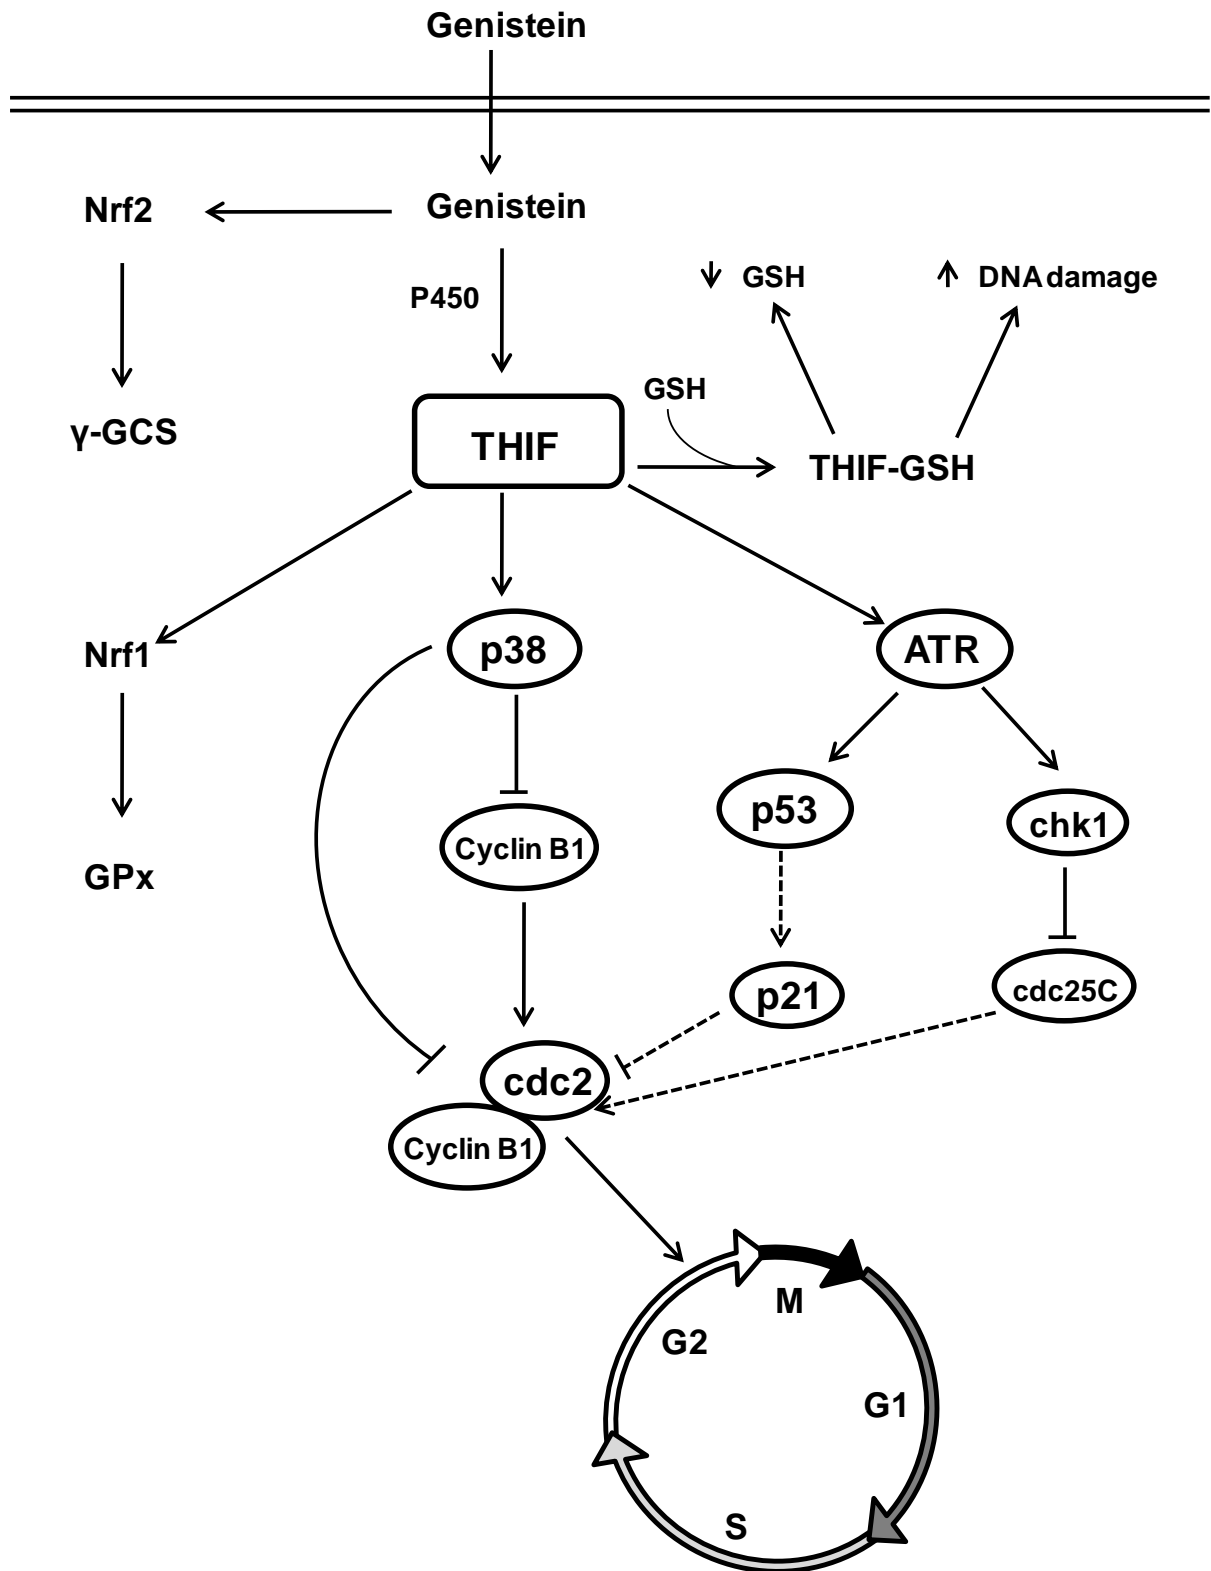 Genistein
Nrf2
Genistein
GSH
DNA damage
P450
GSH
γ-GCS
THIF
THIF-GSH
Nrf1
p38
ATR
p53
chk1
Cyclin B1
GPx
p21
cdc25C
cdc2
Cyclin B1
M
G2
G1
S